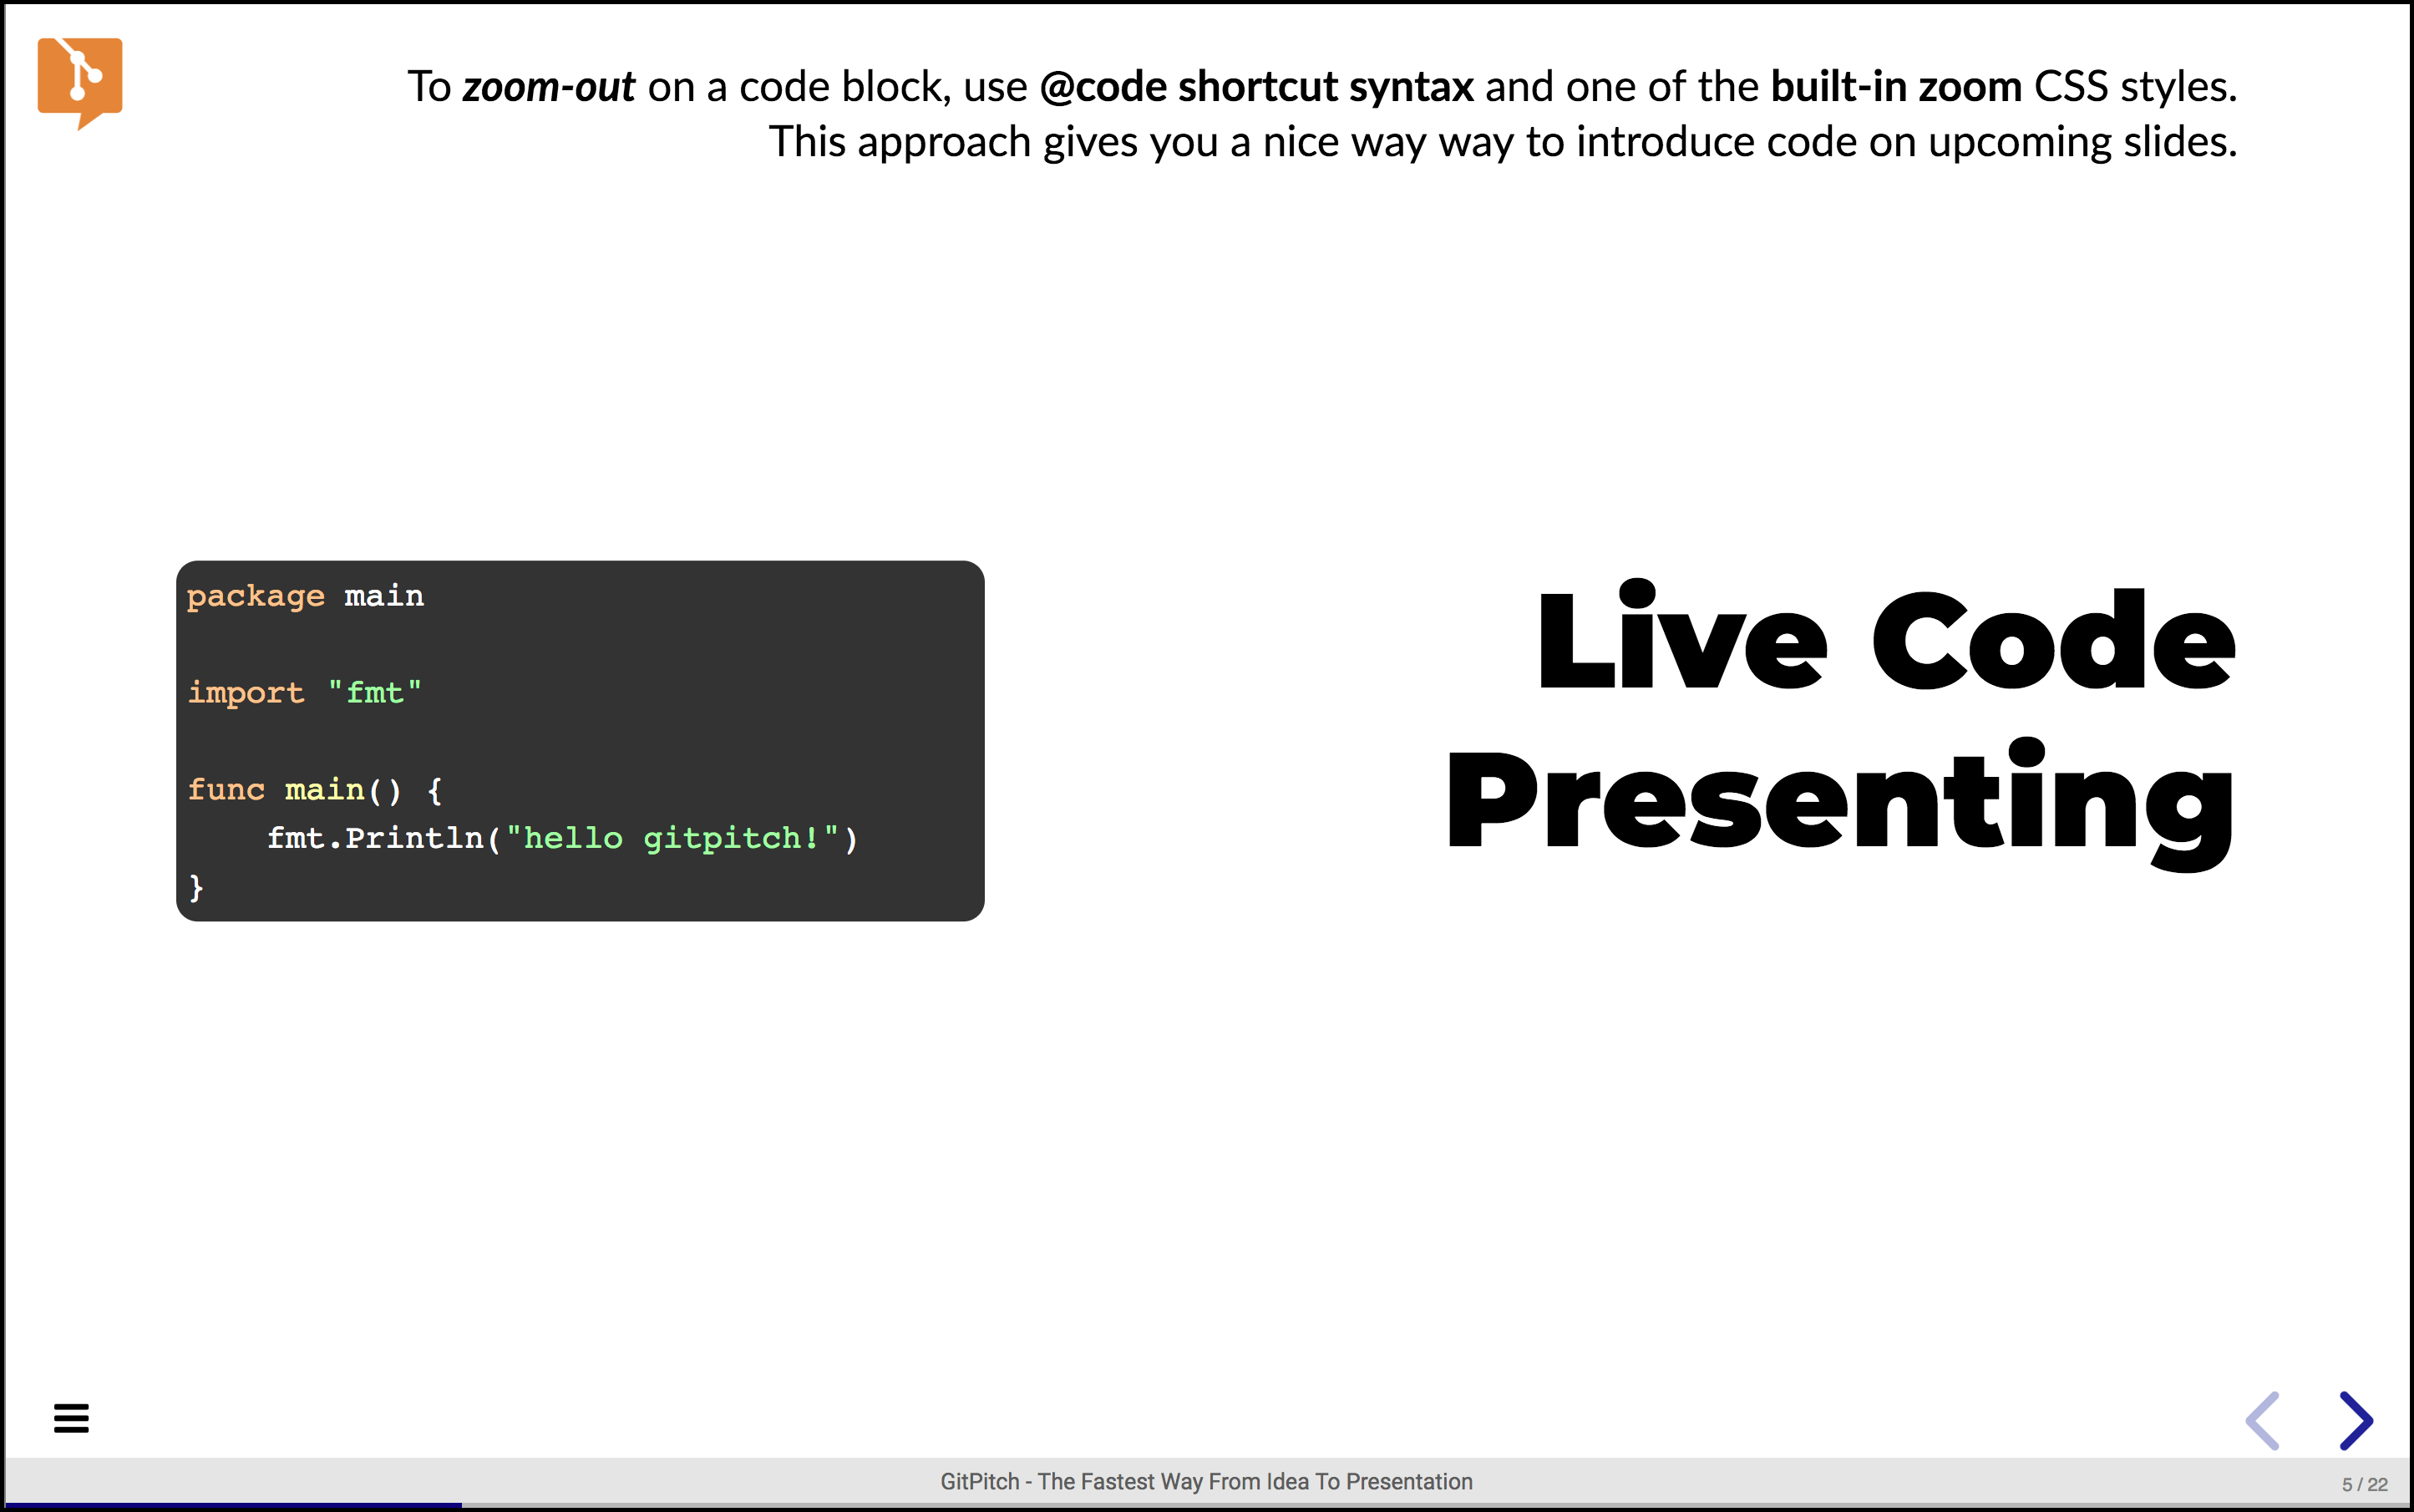 To zoom-out on a code block, use @code shortcut syntax and one of the built-in zoom CSS styles.
This approach gives you a nice way way to introduce code on upcoming slides.
package main
import "fmt"
func main() {
    fmt.Println("hello gitpitch!")
}
Live Code
Presenting
GitPitch - The Fastest Way From Idea To Presentation
5 / 22